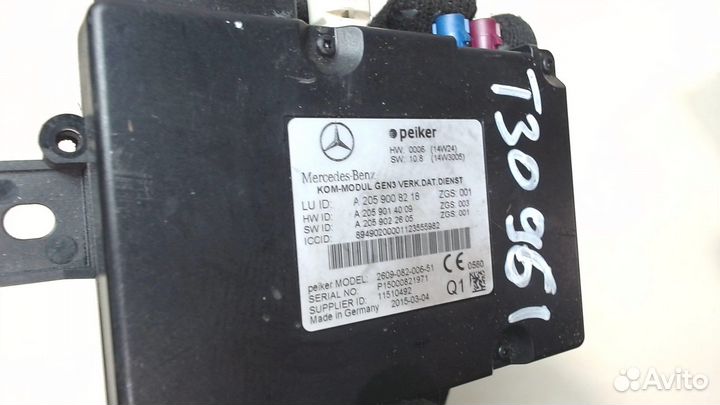 peiker
HW: 0006 (14W24)
SW: 10.8 (14W3005)
Mercedes-Benz
KOM-MODUL GEN3 VERK.DAT.DIENST
LU ID: A 205 900 82 18 ZGS: 001
HW ID: A 205 901 40 09 ZGS: 003
SW ID: A 205 902 26 05 ZGS: 001
ICCID: 89490200001123555982
peiker MODEL: 2609-082-006-51 CE 0560
SERIAL NO: P15000821971
SUPPLIER ID: 11510492 Q1
Made in Germany 2015-03-04
T30961
Avito